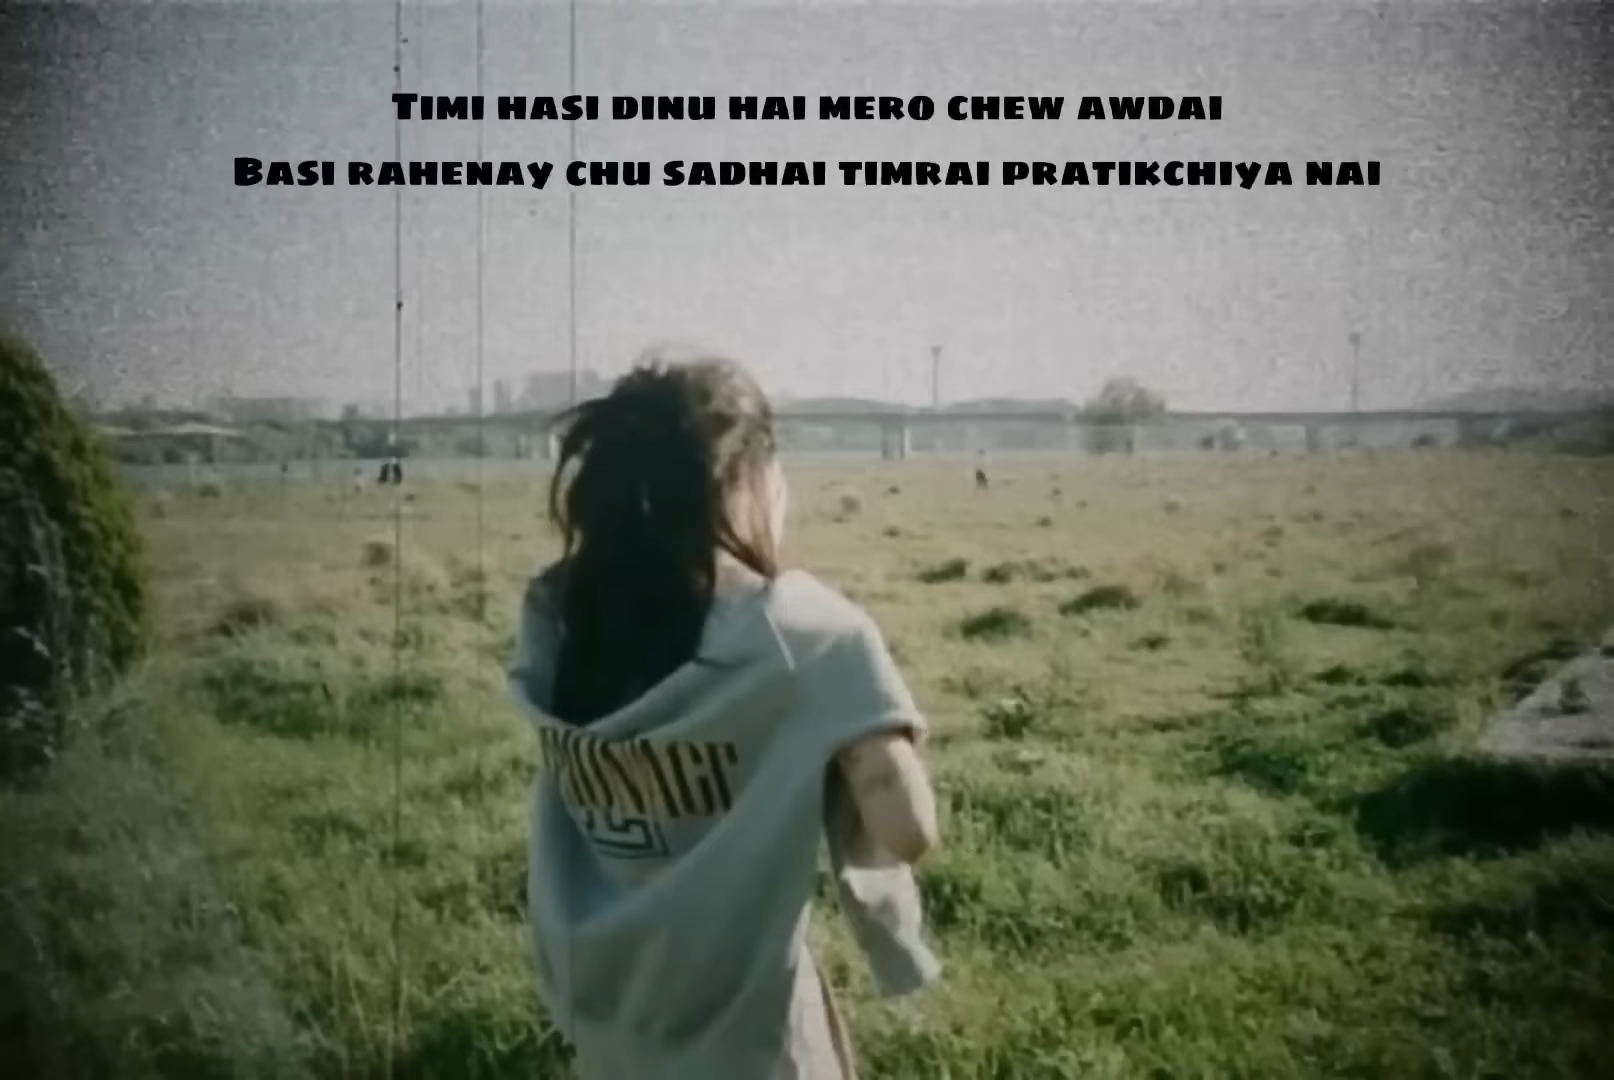 Timi hasi dinu hai mero chew awdai
Basi rahenay chu sadhai timrai pratikchiya nai